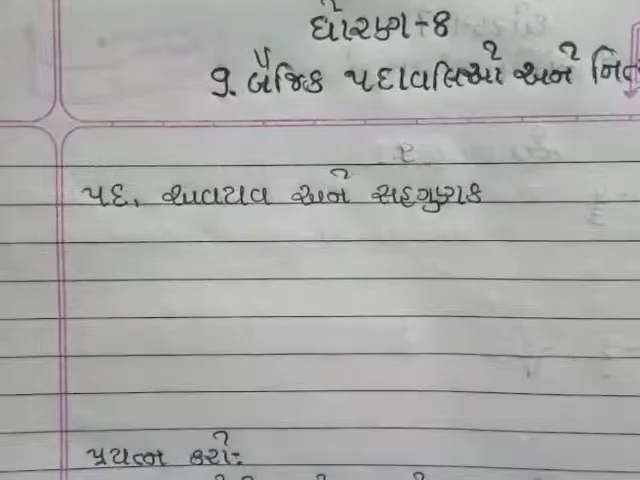 ધોરણ-8
9. બૈજિક પદાવલિઓ અને
પદ, અવયવ અને સહગુણક
પ્રયત્ન કરો: